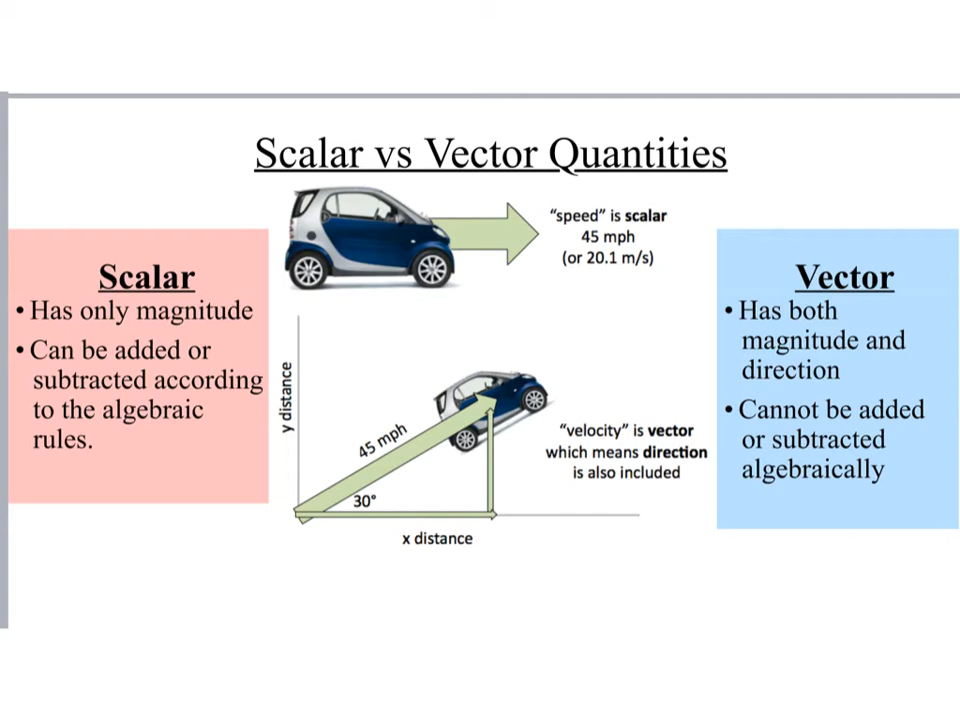 Scalar vs Vector Quantities
"speed" is scalar
45 mph
(or 20.1 m/s)
Scalar
• Has only magnitude
• Can be added or
subtracted according
to the algebraic
rules.
y distance
45 mph
30°
x distance
"velocity" is vector
which means direction
is also included
Vector
• Has both
magnitude and
direction
• Cannot be added
or subtracted
algebraically